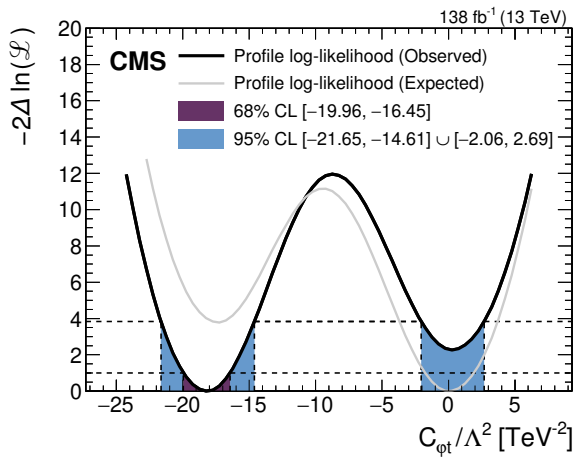 138 fb⁻¹ (13 TeV)
CMS
Profile log-likelihood (Observed)
Profile log-likelihood (Expected)
68% CL [−19.96, −16.45]
95% CL [−21.65, −14.61] ∪ [−2.06, 2.69]
−2Δ ln(ℒ)
20
18
16
14
12
10
8
6
4
2
0
−25 −20 −15 −10 −5 0 5
C_φt/Λ² [TeV⁻²]